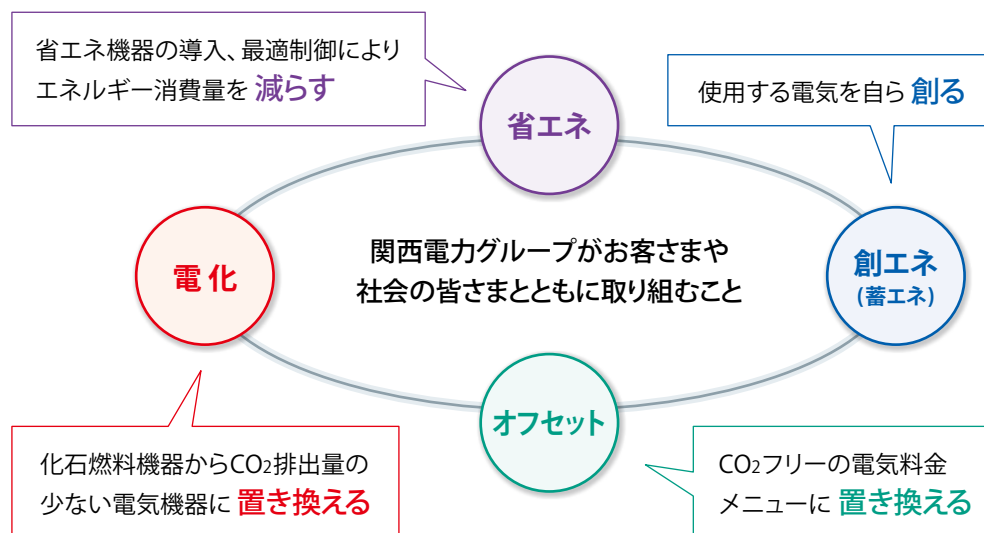 省エネ機器の導入、最適制御により
エネルギー消費量を 減らす
省エネ
使用する電気を自ら 創る
関西電力グループがお客さまや
社会の皆さまとともに取り組むこと
電化
創エネ
(蓄エネ)
オフセット
化石燃料機器からCO₂排出量の
少ない電気機器に 置き換える
CO₂フリーの電気料金
メニューに 置き換える